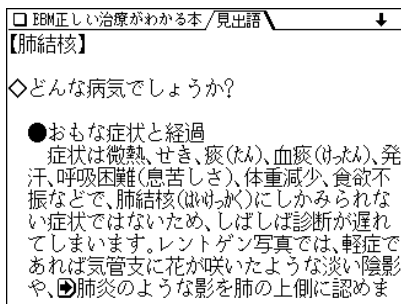 EBM正しい治療がわかる本/見出語
【肺結核】
◇どんな病気でしょうか?
●おもな症状と経過
症状は微熱、せき、痰(たん)、血痰(けったん)、発
汗、呼吸困難(息苦しさ)、体重減少、食欲不
振などで、肺結核(はいけっかく)にしかみられな
い症状ではないため、しばしば診断が遅れ
てしまいます。レントゲン写真では、軽症で
あれば気管支に花が咲いたような淡い陰影
や、➡肺炎のような影を肺の上側に認めま